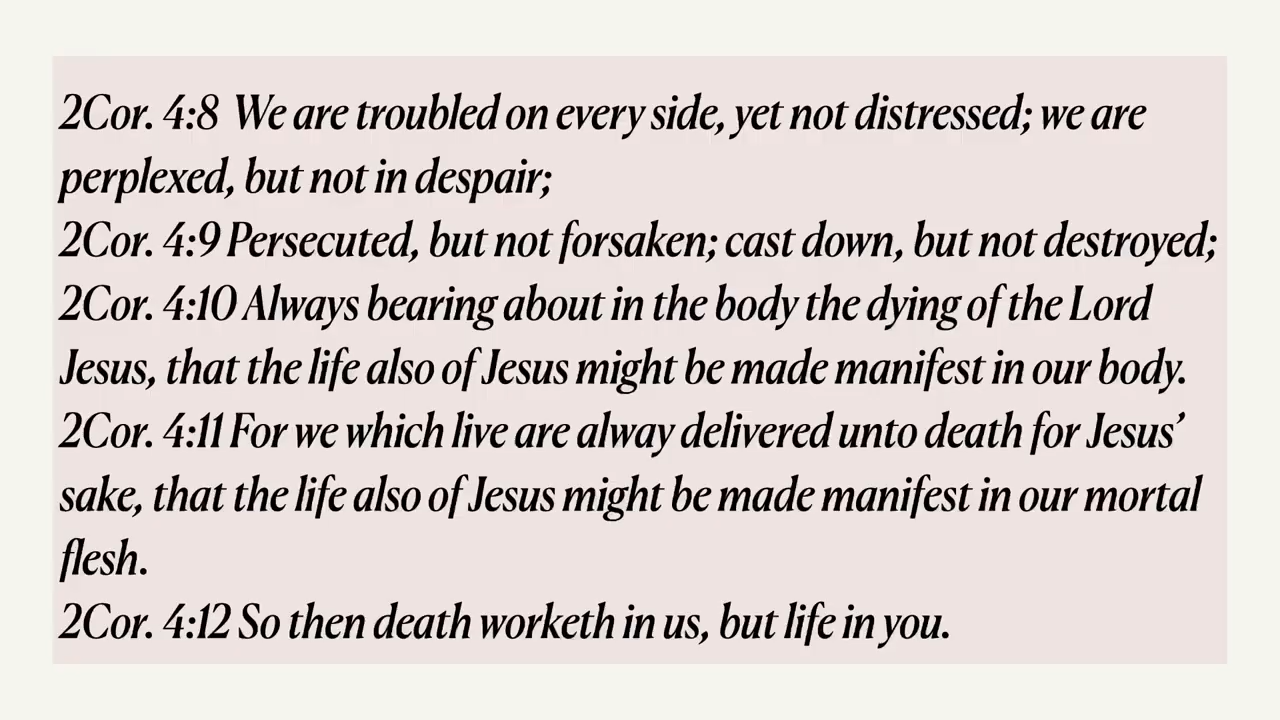 2Cor. 4:8  We are troubled on every side, yet not distressed; we are
perplexed, but not in despair;
2Cor. 4:9 Persecuted, but not forsaken; cast down, but not destroyed;
2Cor. 4:10 Always bearing about in the body the dying of the Lord
Jesus, that the life also of Jesus might be made manifest in our body.
2Cor. 4:11 For we which live are alway delivered unto death for Jesus’
sake, that the life also of Jesus might be made manifest in our mortal
flesh.
2Cor. 4:12 So then death worketh in us, but life in you.